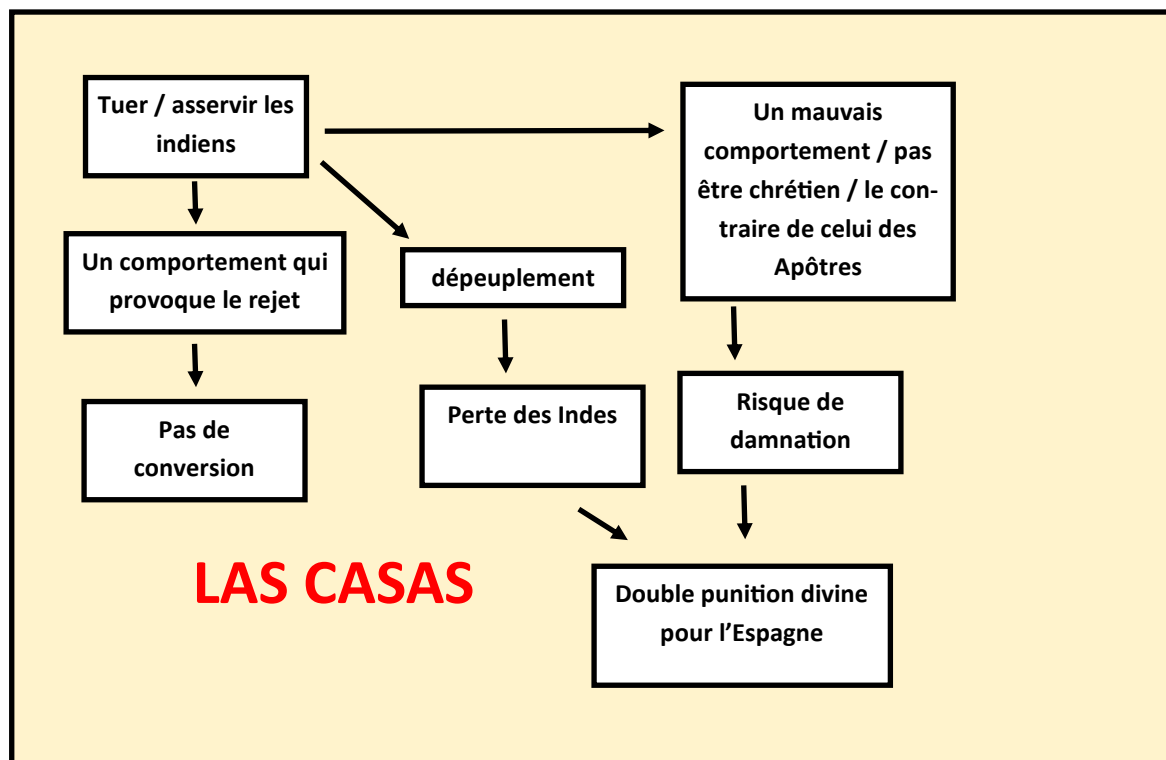 Tuer / asservir les
indiens
Un mauvais
comportement / pas
être chrétien / le con-
traire de celui des
Apôtres
Un comportement qui
provoque le rejet
dépeuplement
Pas de
conversion
Perte des Indes
Risque de
damnation
LAS CASAS
Double punition divine
pour l’Espagne